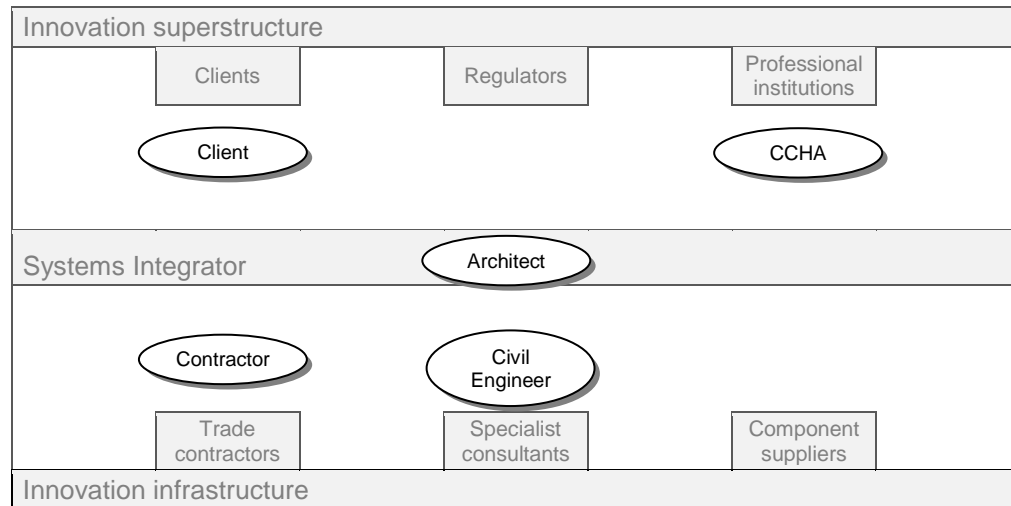 Innovation superstructure
Clients
Regulators
Professional
institutions
Client
CCHA
Systems Integrator
Architect
Contractor
Civil
Engineer
Trade
contractors
Specialist
consultants
Component
suppliers
Innovation infrastructure